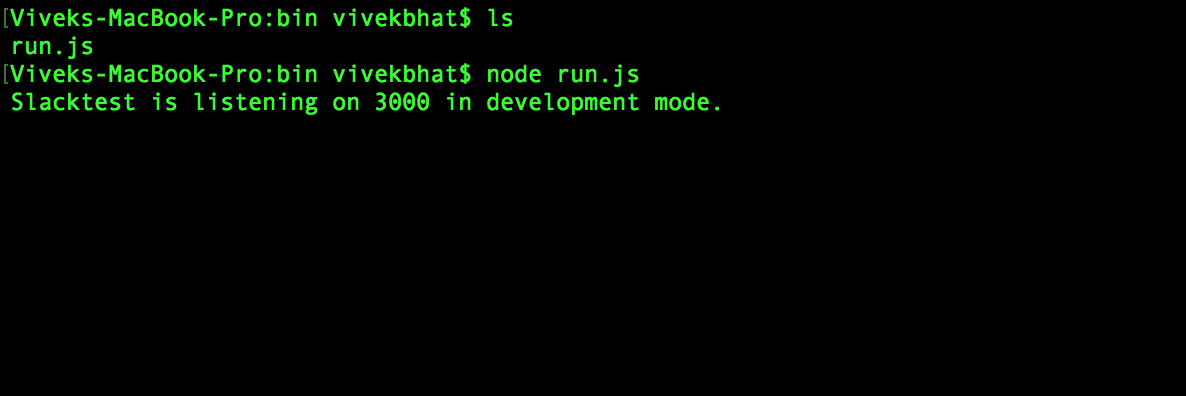 [Viveks-MacBook-Pro:bin vivekbhat$ ls
run.js
[Viveks-MacBook-Pro:bin vivekbhat$ node run.js
Slacktest is listening on 3000 in development mode.